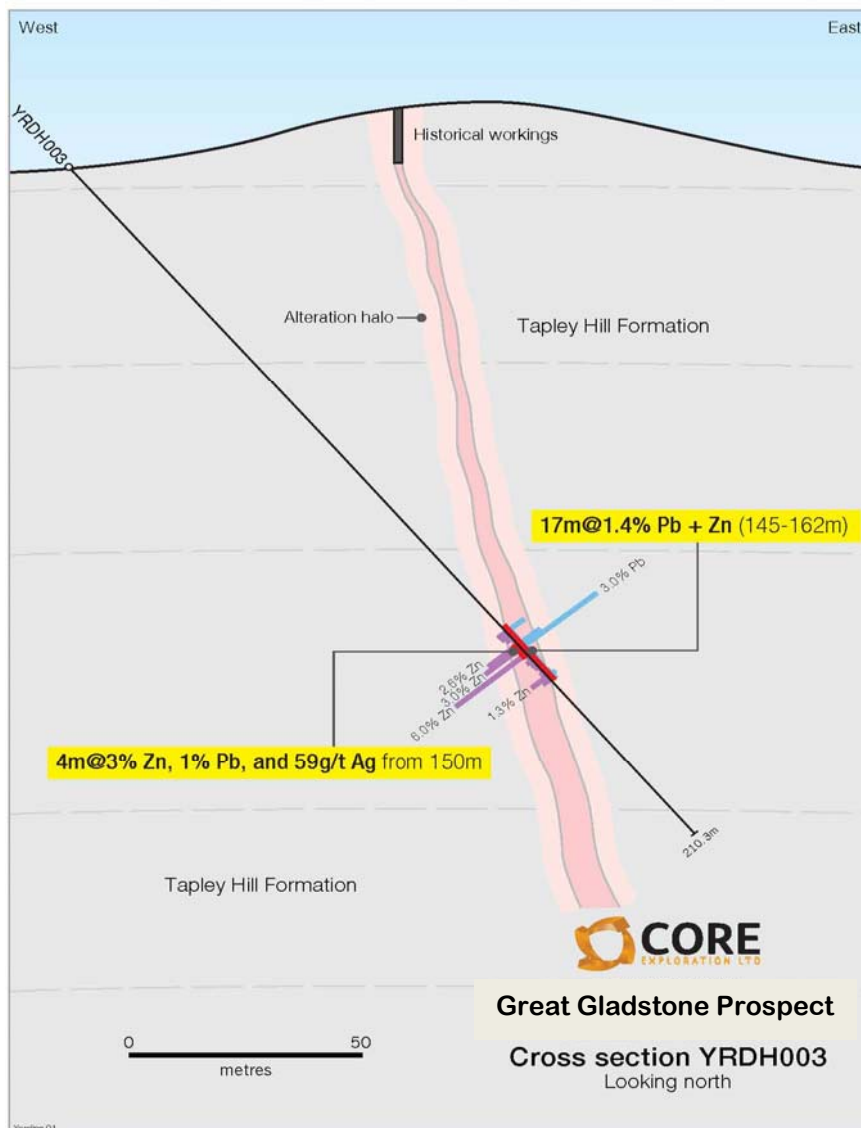 West
East
YRDH003
Historical workings
Alteration halo
Tapley Hill Formation
17m@1.4% Pb + Zn (145-162m)
3.0% Pb
2.6% Zn
3.0% Zn
6.0% Zn
1.3% Zn
4m@3% Zn, 1% Pb, and 59g/t Ag from 150m
210.3m
Tapley Hill Formation
CORE
EXPLORATION LTD
Great Gladstone Prospect
0
50
metres
Cross section YRDH003
Looking north